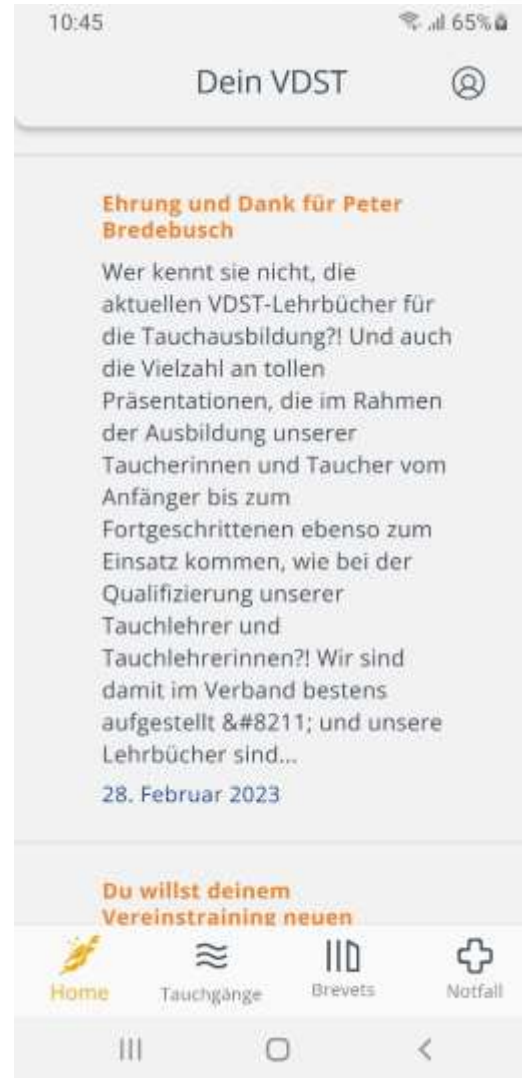 10:45 65%
Dein VDST
Ehrung und Dank für Peter
Bredebusch
Wer kennt sie nicht, die
aktuellen VDST-Lehrbücher für
die Tauchausbildung?! Und auch
die Vielzahl an tollen
Präsentationen, die im Rahmen
der Ausbildung unserer
Taucherinnen und Taucher vom
Anfänger bis zum
Fortgeschrittenen ebenso zum
Einsatz kommen, wie bei der
Qualifizierung unserer
Tauchlehrer und
Tauchlehrerinnen?! Wir sind
damit im Verband bestens
aufgestellt &#8211; und unsere
Lehrbücher sind...
28. Februar 2023
Du willst deinem
Vereinstraining neuen
Home Tauchgänge Brevets Notfall